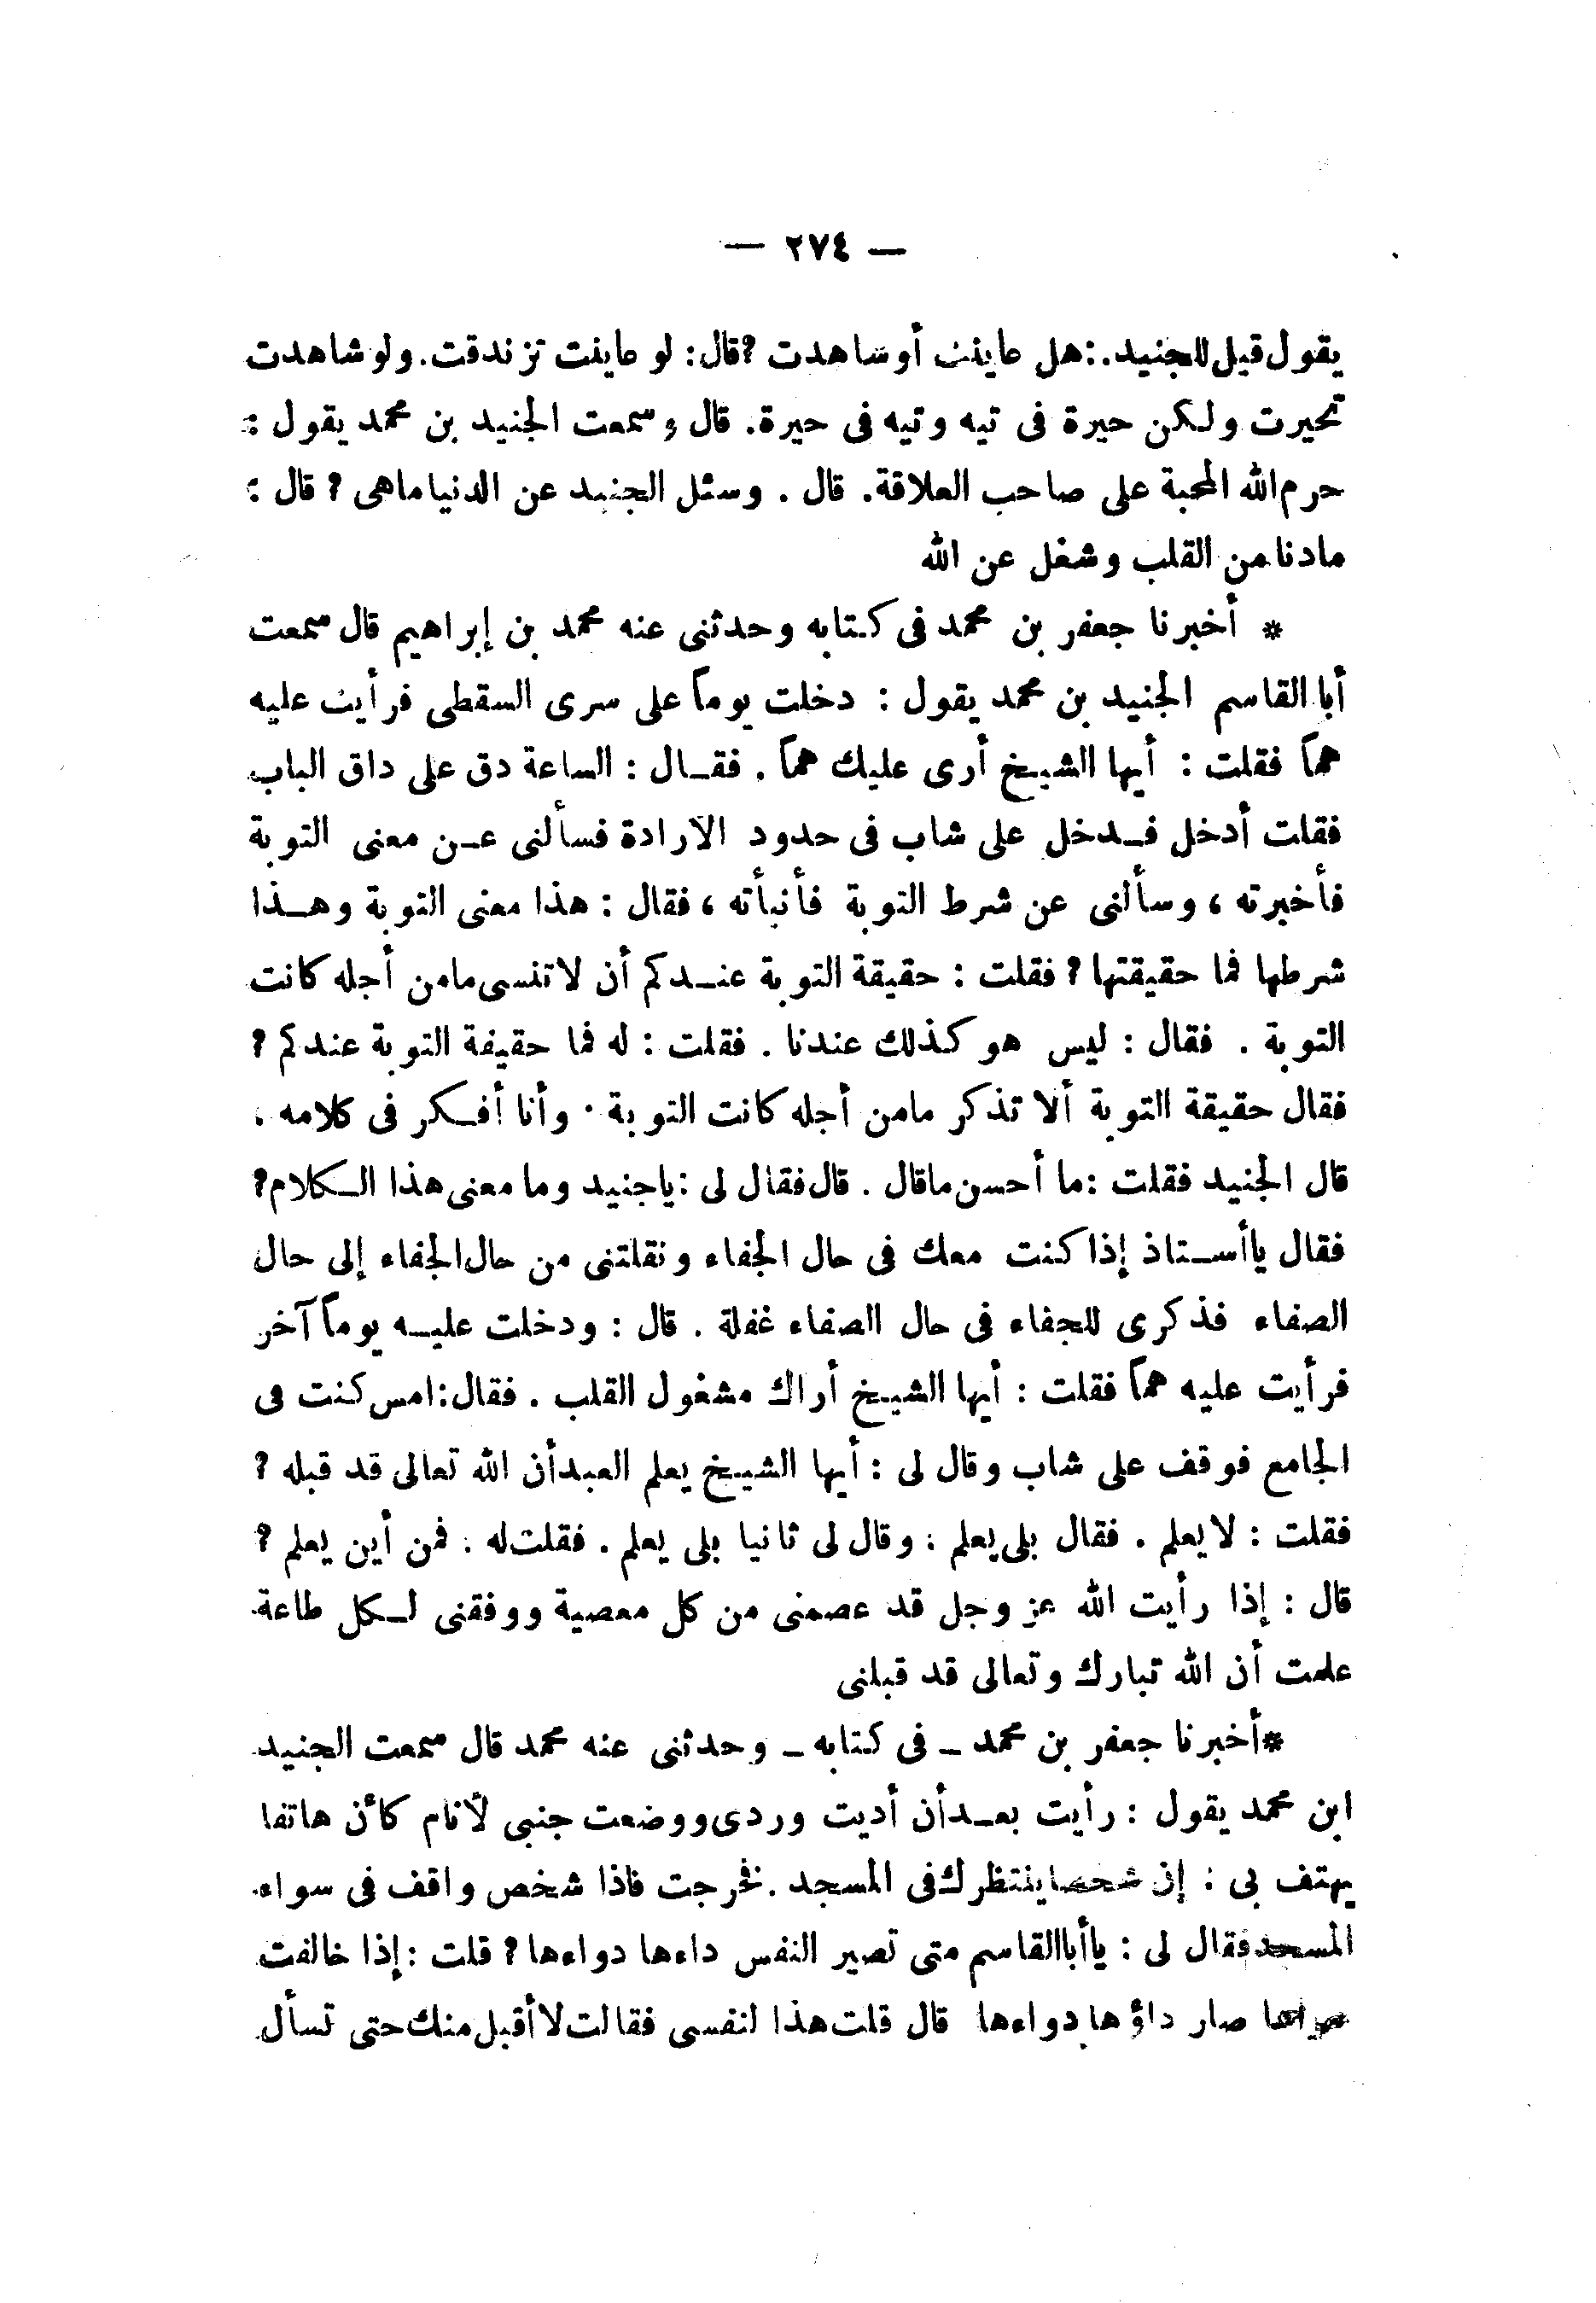 — ٢٧٤ —
يقول قيل للجنيد.: هل عاينت أو شاهدت ؟ قال: لو عاينت تزندقت. ولو شاهدت
تحيرت ولكن حيرة فى تيه وتيه فى حيرة. قال وسمعت الجنيد بن محمد يقول :
حرم الله المحبة على صاحب العلاقة. قال . وسئل الجنيد عن الدنيا ماهى ؟ قال :
مادنا من القلب وشغل عن الله
* أخبرنا جعفر بن محمد فى كتابه وحدثنى عنه محمد بن إبراهيم قال سمعت
أبا القاسم الجنيد بن محمد يقول : دخلت يوماً على سرى السقطى فرأيت عليه
هماً فقلت : أيها الشيخ أرى عليك هماً . فقال : الساعة دق على داق الباب
فقلت أدخل فدخل على شاب فى حدود الارادة فسألنى عن معنى التوبة
فأخبرته ، وسألنى عن شرط التوبة فأنبأته ، فقال : هذا معنى التوبة وهذا
شرطها فما حقيقتها ؟ فقلت : حقيقة التوبة عندكم أن لا تنسى مامن أجله كانت
التوبة . فقال : ليس هو كذلك عندنا . فقلت : له فما حقيفة التوبة عندكم ؟
فقال حقيقة التوبة ألا تذكر مامن أجله كانت التوبة . وأنا أفكر فى كلامه ،
قال الجنيد فقلت : ما أحسن ماقال . قال فقال لى : ياجنيد وما معنى هذا الكلام؟
فقال ياأستاذ إذا كنت معك فى حال الجفاء ونقلتنى من حال الجفاء إلى حال
الصفاء فذكرى للجفاء فى حال الصفاء غفلة . قال : ودخلت عليه يوماً آخر
فرأيت عليه هماً فقلت : أيها الشيخ أراك مشغول القلب . فقال : امس كنت فى
الجامع فوقف على شاب وقال لى : أيها الشيخ يعلم العبد أن الله تعالى قد قبله ؟
فقلت : لا يعلم . فقال بلى يعلم ، وقال لى ثانيا بلى يعلم . فقلت له : فمن أين يعلم ؟
قال : إذا رأيت الله عز وجل قد عصمنى من كل معصية ووفقنى لكل طاعة
علمت أن الله تبارك وتعالى قد قبلنى
* أخبرنا جعفر بن محمد – فى كتابه – وحدثنى عنه محمد قال سمعت الجنيد
ابن محمد يقول : رأيت بعد أن أديت وردى ووضعت جنبى لأنام كأن هاتفا
يهتف بى : إن شخصا ينتظرك فى المسجد . فخرجت فاذا شخص واقف فى سواء
المسجد فقال لى : ياأبا القاسم متى تصير النفس داءها دواءها ؟ قلت : إذا خالفت
هواها صار داؤها دواءها قال قلت هذا لنفسى فقالت لا أقبل منك حتى تسأل